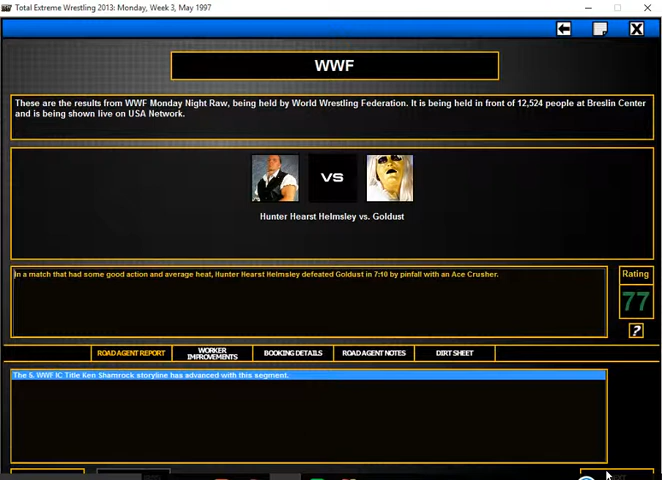 Total Extreme Wrestling 2013: Monday, Week 3, May 1997
WWF
These are the results from WWF Monday Night Raw, being held by World Wrestling Federation. It is being held in front of 12,524 people at Breslin Center
and is being shown live on USA Network.
VS
Hunter Hearst Helmsley vs. Goldust
In a match that had some good action and average heat, Hunter Hearst Helmsley defeated Goldust in 7:10 by pinfall with an Ace Crusher.
Rating
77
?
ROAD AGENT REPORT
WORKER
IMPROVEMENTS
BOOKING DETAILS
ROAD AGENT NOTES
DIRT SHEET
The 5. WWF IC Title Ken Shamrock storyline has advanced with this segment.